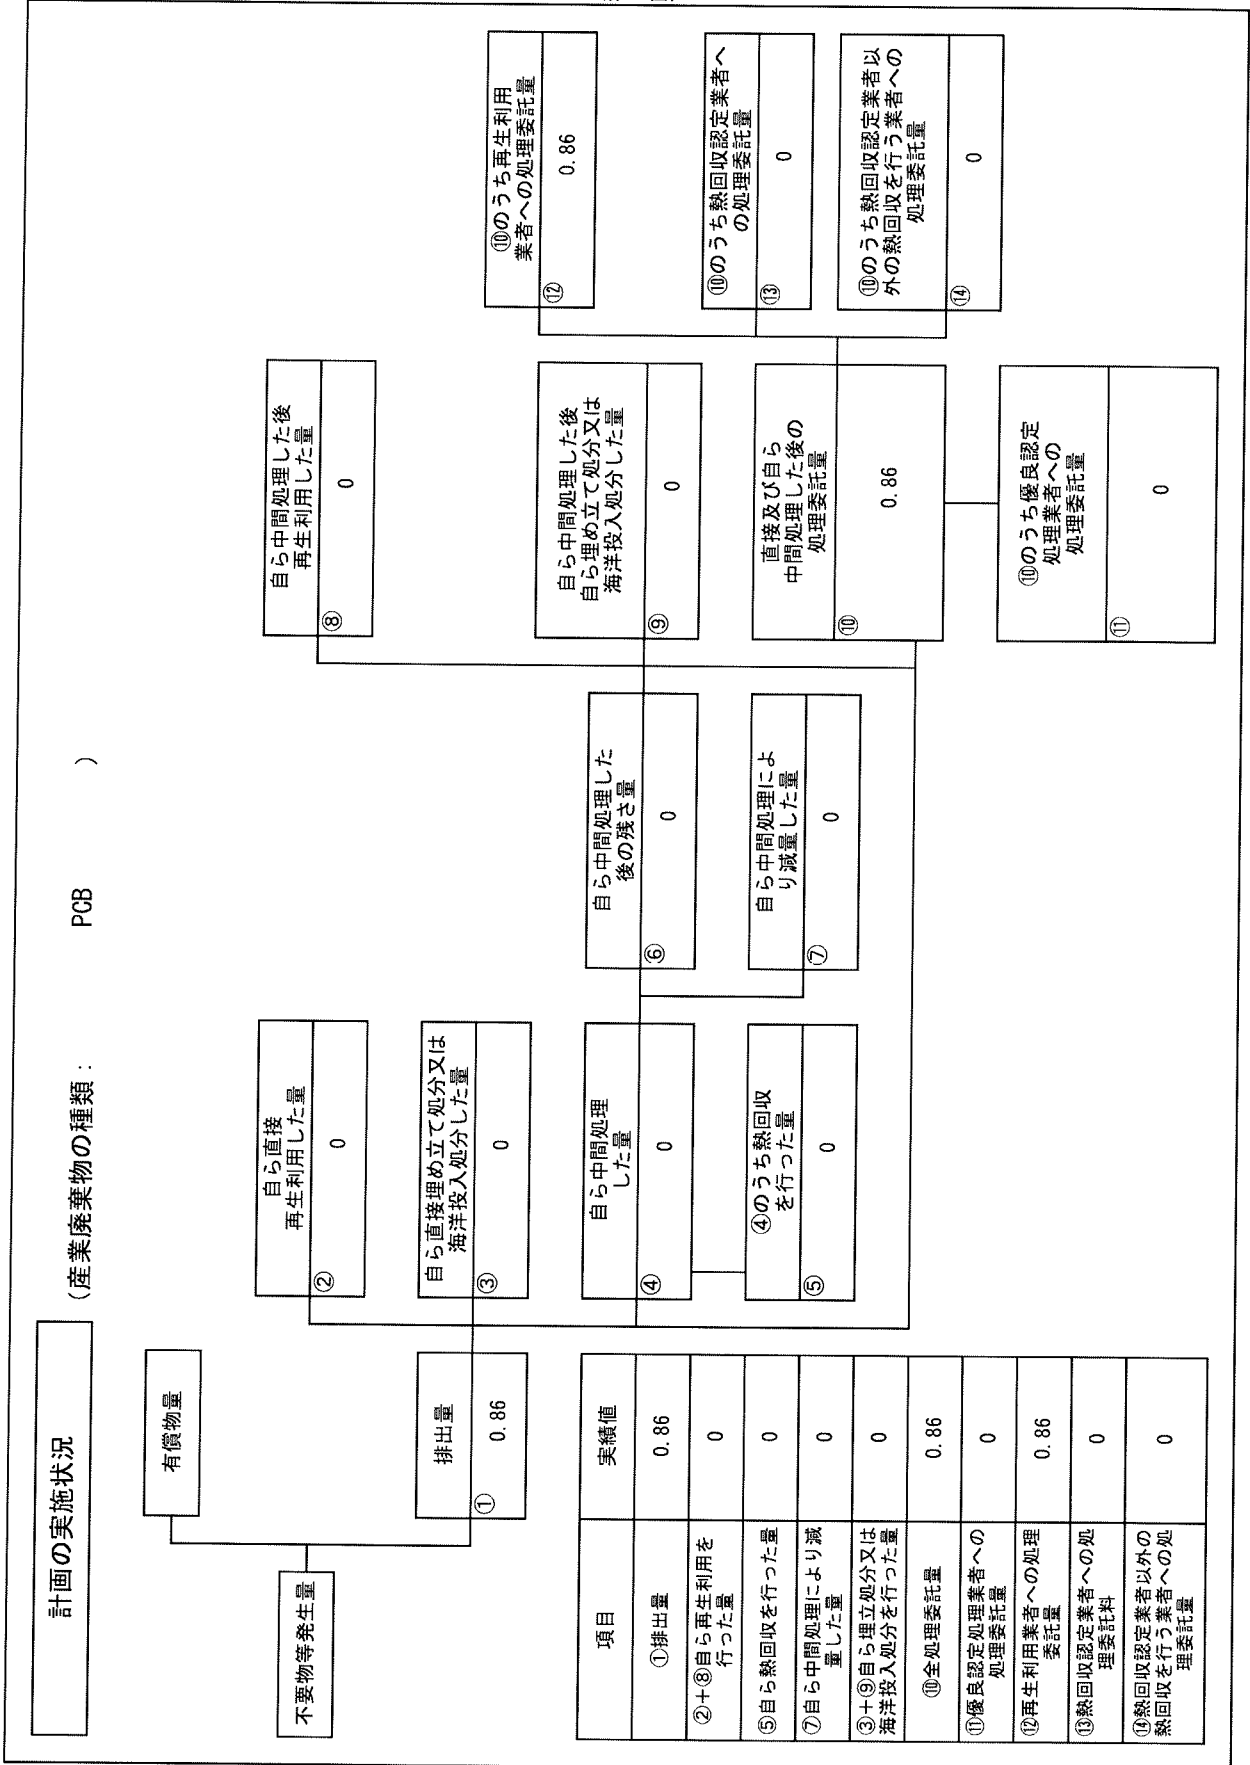 計画の実施状況
(産業廃棄物の種類： PCB )
有償物量
不要物等発生量
排出量
① 0.86
自ら直接
再生利用した量
② 0
自ら直接埋め立て処分又は
海洋投入処分した量
③ 0
自ら中間処理
した量
④ 0
④のうち熱回収
を行った量
⑤ 0
自ら中間処理した
後の残さ量
⑥ 0
自ら中間処理によ
り減量した量
⑦ 0
自ら中間処理した後
再生利用した量
⑧ 0
自ら中間処理した後
自ら埋め立て処分又は
海洋投入処分した量
⑨ 0
直接及び自ら
中間処理した後の
処理委託量
⑩ 0.86
⑩のうち優良認定
処理業者への
処理委託量
⑪ 0
⑩のうち再生利用
業者への処理委託量
⑫ 0.86
⑩のうち熱回収認定業者へ
の処理委託量
⑬ 0
⑩のうち熱回収認定業者以
外の熱回収を行う業者への
処理委託量
⑭ 0
項目 実績値
①排出量 0.86
②+⑧自ら再生利用を
行った量 0
⑤自ら熱回収を行った量 0
⑦自ら中間処理により減
量した量 0
③+⑨自ら埋立処分又は
海洋投入処分を行った量 0
⑩全処理委託量 0.86
⑪優良認定処理業者への
処理委託量 0
⑫再生利用業者への処理
委託量 0.86
⑬熱回収認定業者への処
理委託料 0
⑭熱回収認定業者以外の
熱回収を行う業者への処
理委託量 0